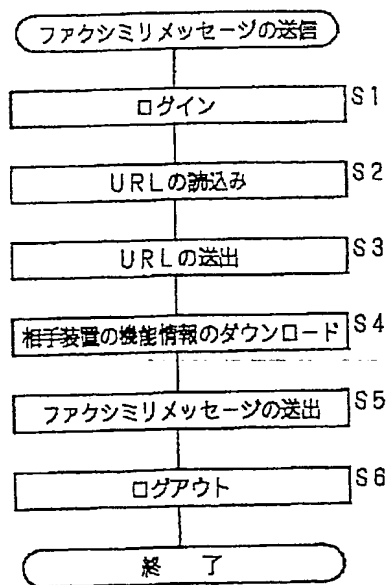 ファクシミリメッセージの送信
ログイン S1
URLの読込み S2
URLの送出 S3
相手装置の機能情報のダウンロード S4
ファクシミリメッセージの送出 S5
ログアウト S6
終 了